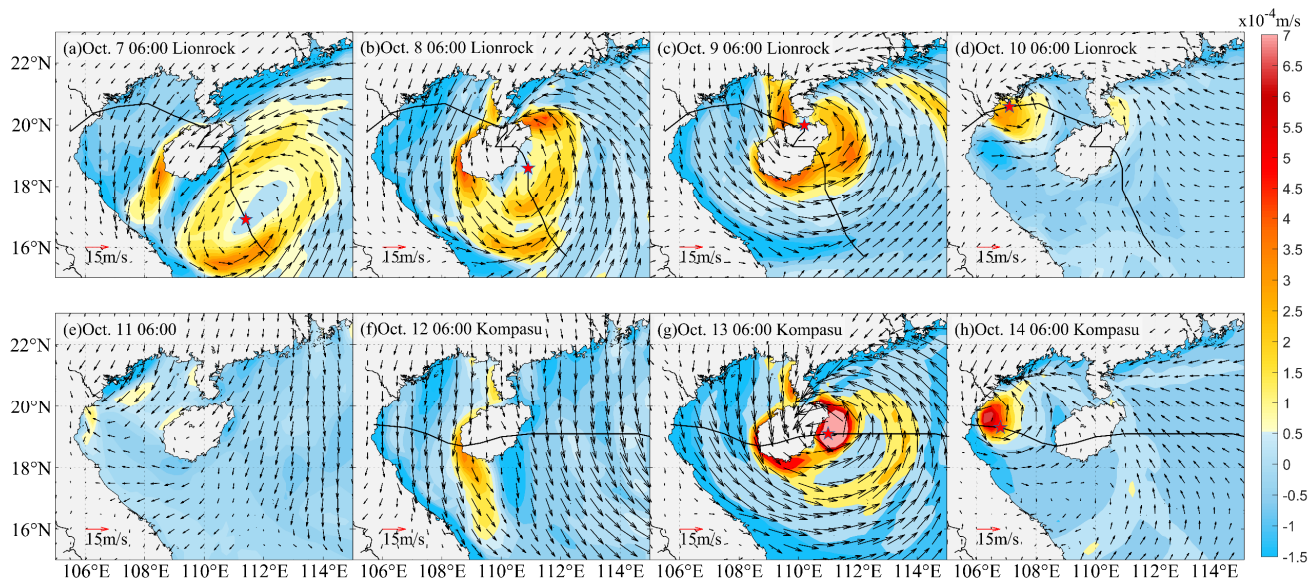 x10⁻⁴m/s
(a)Oct. 7 06:00 Lionrock
(b)Oct. 8 06:00 Lionrock
(c)Oct. 9 06:00 Lionrock
(d)Oct. 10 06:00 Lionrock
22°N
20°N
18°N
16°N
15m/s
15m/s
15m/s
15m/s
(e)Oct. 11 06:00
(f)Oct. 12 06:00 Kompasu
(g)Oct. 13 06:00 Kompasu
(h)Oct. 14 06:00 Kompasu
22°N
20°N
18°N
16°N
15m/s
15m/s
15m/s
15m/s
106°E 108°E 110°E 112°E 114°E
106°E 108°E 110°E 112°E 114°E
106°E 108°E 110°E 112°E 114°E
106°E 108°E 110°E 112°E 114°E
7
6.5
6
5.5
5
4.5
4
3.5
3
2.5
2
1.5
1
0.5
0
-0.5
-1
-1.5